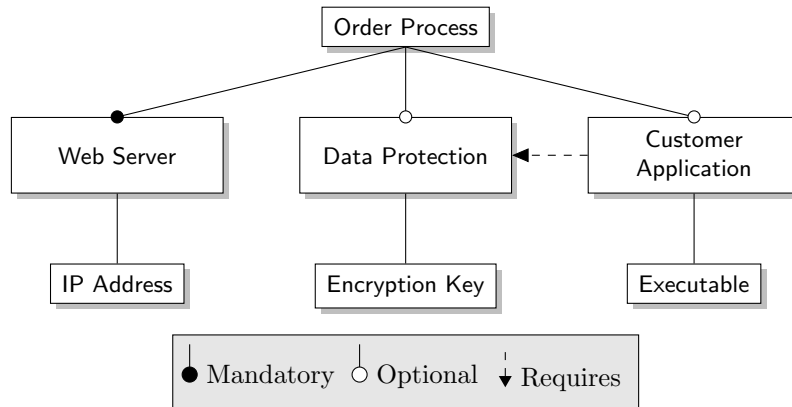 Order Process
Web Server
Data Protection
Customer
Application
IP Address
Encryption Key
Executable
Mandatory
Optional
Requires